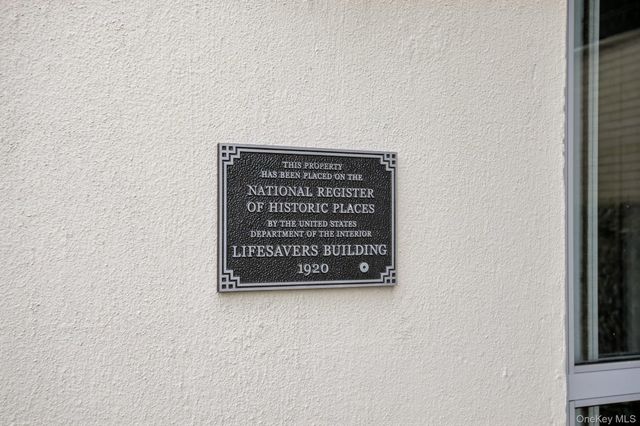 THIS PROPERTY
HAS BEEN PLACED ON THE
NATIONAL REGISTER
OF HISTORIC PLACES
BY THE UNITED STATES
DEPARTMENT OF THE INTERIOR
LIFESAVERS BUILDING
1920
OneKey MLS